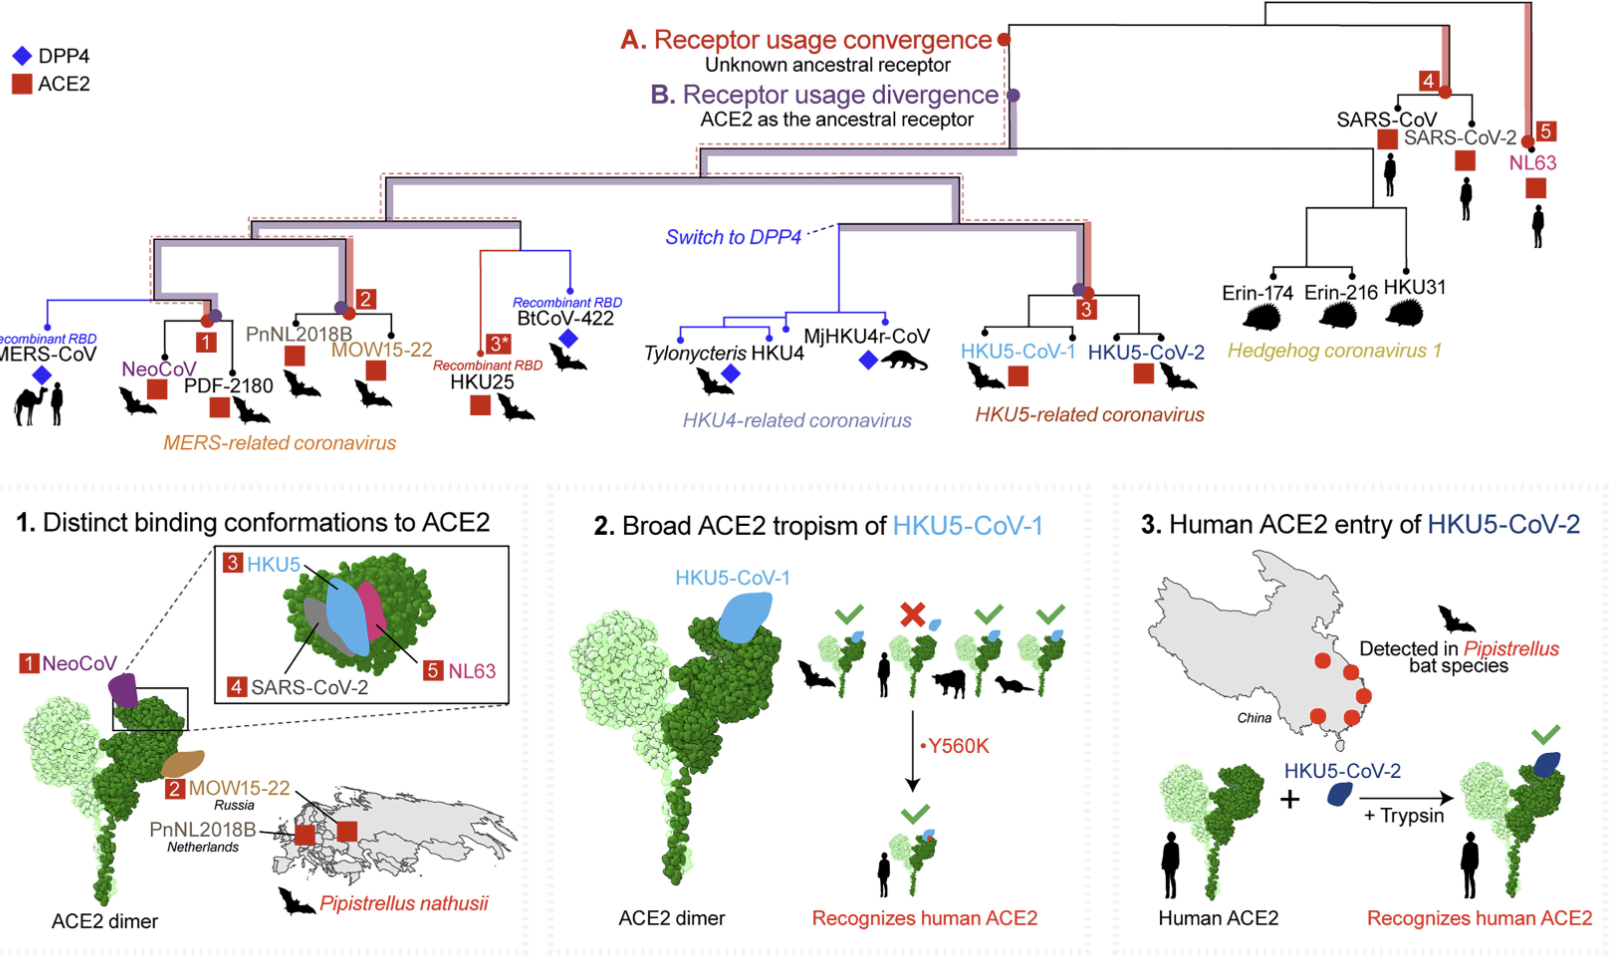 DPP4
ACE2
A. Receptor usage convergence
Unknown ancestral receptor
B. Receptor usage divergence
ACE2 as the ancestral receptor
4
SARS-CoV
SARS-CoV-2
5
NL63
Switch to DPP4
ecombinant RBD
MERS-CoV
1
NeoCoV
PDF-2180
2
PnNL2018B
MOW15-22
MERS-related coronavirus
3*
Recombinant RBD
HKU25
Recombinant RBD
BtCoV-422
Tylonycteris HKU4
MjHKU4r-CoV
HKU4-related coronavirus
3
HKU5-CoV-1
HKU5-CoV-2
HKU5-related coronavirus
Erin-174
Erin-216
HKU31
Hedgehog coronavirus 1
1. Distinct binding conformations to ACE2
3 HKU5
4 SARS-CoV-2
5 NL63
1 NeoCoV
2 MOW15-22
Russia
PnNL2018B
Netherlands
Pipistrellus nathusii
ACE2 dimer
2. Broad ACE2 tropism of HKU5-CoV-1
HKU5-CoV-1
•Y560K
ACE2 dimer
Recognizes human ACE2
3. Human ACE2 entry of HKU5-CoV-2
Detected in Pipistrellus
bat species
China
HKU5-CoV-2
+
+ Trypsin
Human ACE2
Recognizes human ACE2